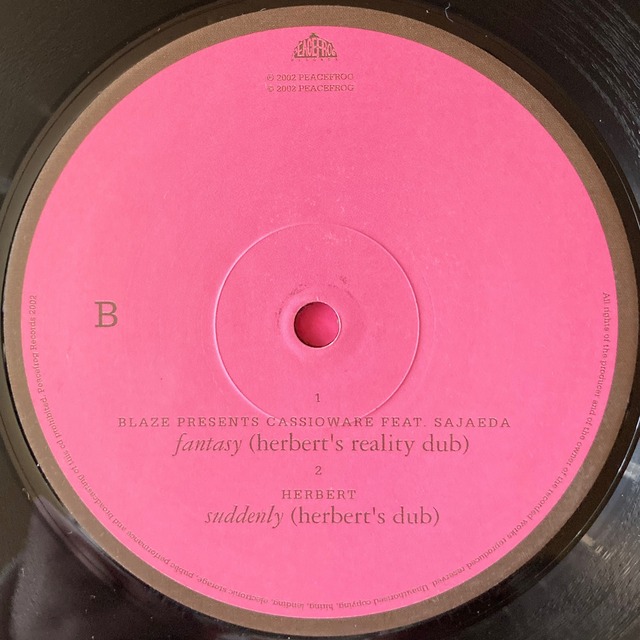 PEACEFROG
RECORDS
℗ 2002 PEACEFROG
© 2002 PEACEFROG
B
1
BLAZE PRESENTS CASSIOWARE FEAT. SAJAEDA
fantasy (herbert's reality dub)
2
HERBERT
suddenly (herbert's dub)
All rights of the producer and of the owner of the recorded works reproduced reserved. Unauthorised copying, hiring, lending, electronic storage, public performance and broadcasting of this cd prohibited. Peacefrog Records 2002